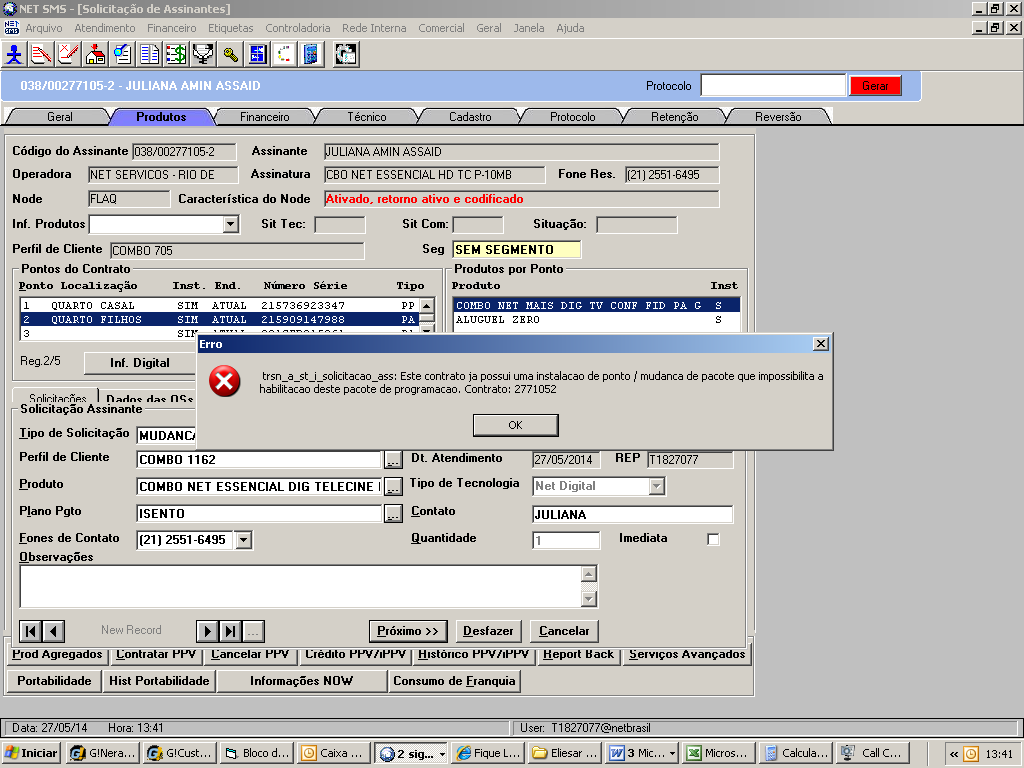 NET SMS - [Solicitação de Assinantes]
Arquivo Atendimento Financeiro Etiquetas Controladoria Rede Interna Comercial Geral Janela Ajuda
038/00277105-2 - JULIANA AMIN ASSAID Protocolo Gerar
Geral Produtos Financeiro Técnico Cadastro Protocolo Retenção Reversão
Código do Assinante 038/00277105-2 Assinante JULIANA AMIN ASSAID
Operadora NET SERVICOS - RIO DE Assinatura CBO NET ESSENCIAL HD TC P-10MB Fone Res. (21) 2551-6495
Node FLAQ Característica do Node Ativado, retorno ativo e codificado
Inf. Produtos Sit Tec: Sit Com: Situação:
Perfil de Cliente COMBO 705 Seg SEM SEGMENTO
Pontos do Contrato Produtos por Ponto
Ponto Localização Inst. End. Número Série Tipo Produto Inst
1 QUARTO CASAL SIM ATUAL 215736923347 PP COMBO NET MAIS DIG TV CONF FID PA G S
2 QUARTO FILHOS SIM ATUAL 215909147988 PA ALUGUEL ZERO S
3
Reg.2/5 Inf. Digital
Erro
trsn_a_st_i_solicitacao_ass: Este contrato ja possui uma instalacao de ponto / mudanca de pacote que impossibilita a
habilitacao deste pacote de programacao. Contrato: 2771052
OK
Solicitações Dados das OSs
Solicitação Assinante
Tipo de Solicitação MUDANCA
Perfil de Cliente COMBO 1162 ... Dt. Atendimento 27/05/2014 REP T1827077
Produto COMBO NET ESSENCIAL DIG TELECINE ... Tipo de Tecnologia Net Digital
Plano Pgto ISENTO ... Contato JULIANA
Fones de Contato (21) 2551-6495 Quantidade 1 Imediata
Observações
New Record ... Próximo >> Desfazer Cancelar
Prod Agregados Contratar PPV Cancelar PPV Crédito PPV/iPPV Histórico PPV/iPPV Report Back Serviços Avançados
Portabilidade Hist Portabilidade Informações NOW Consumo de Franquia
Data: 27/05/14 Hora: 13:41 User: T1827077@netbrasil
Iniciar G!Nera... G!Cust... Bloco d... Caixa ... 2 sig... Fique L... Eliesar ... 3 Mic... Micros... Calcula... Call C... « 13:41